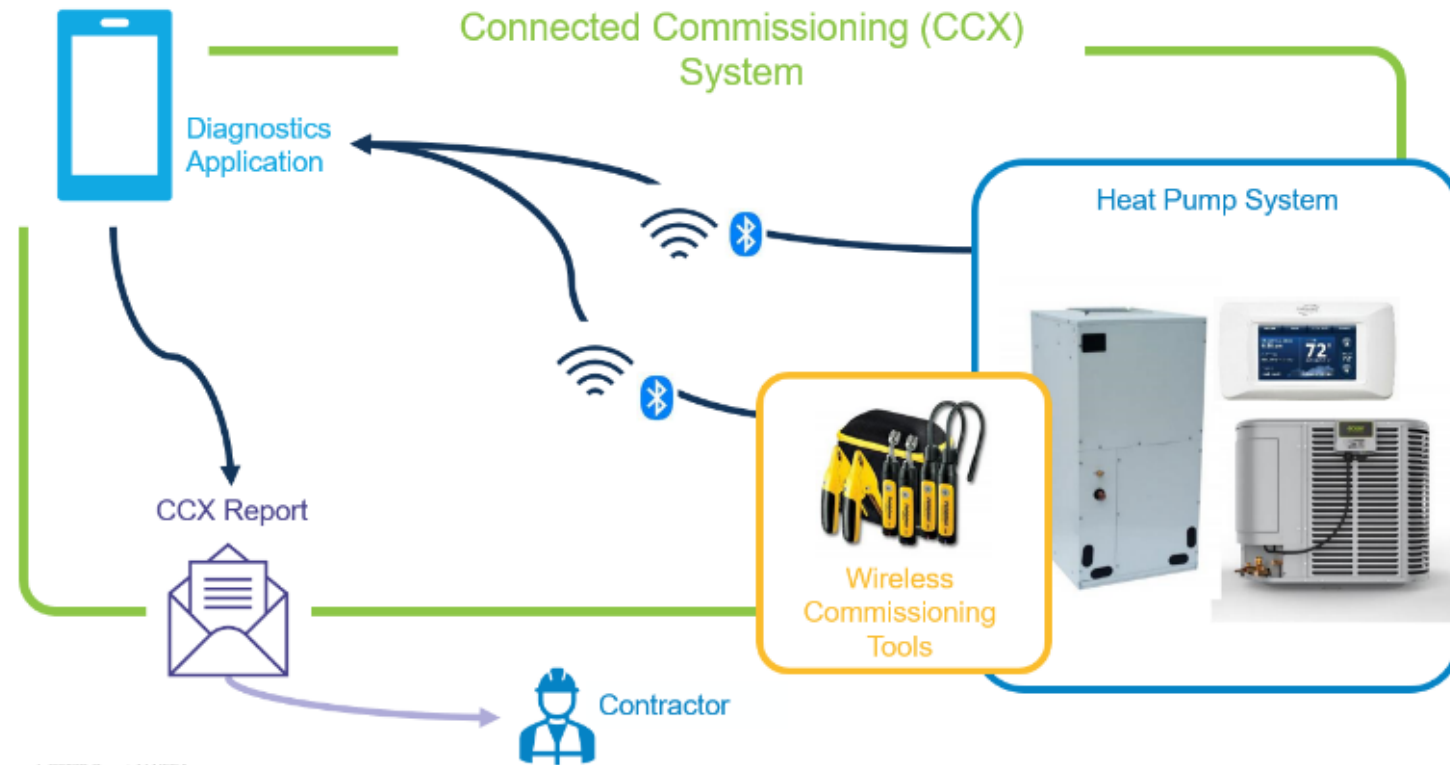 Connected Commissioning (CCX)
System
Diagnostics
Application
Heat Pump System
72°
CCX Report
Wireless
Commissioning
Tools
Contractor